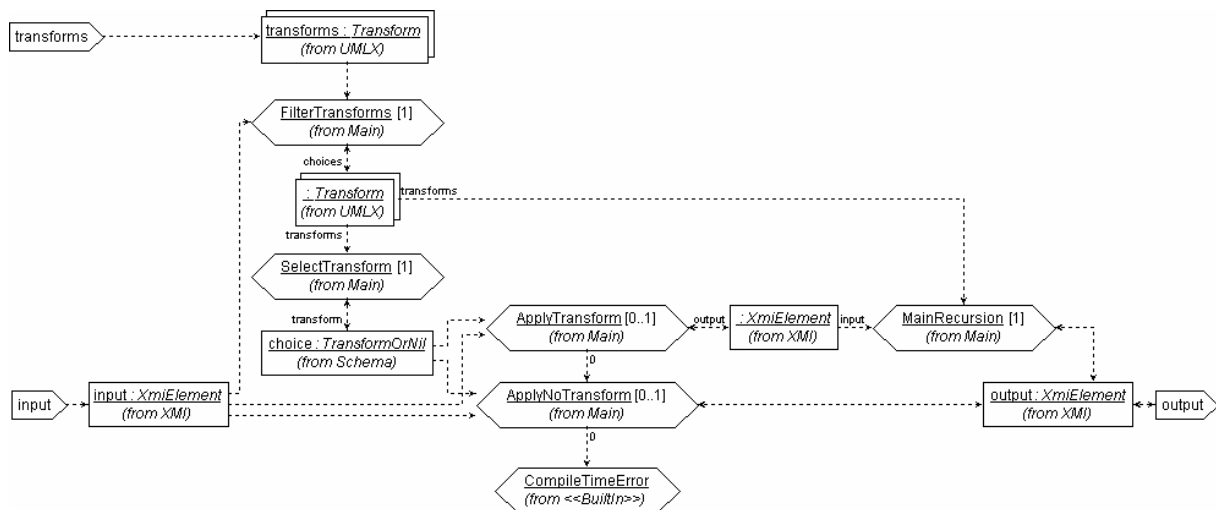 transforms
transforms : Transform
(from UMLX)
FilterTransforms [1]
(from Main)
choices
: Transform
(from UMLX)
transforms
transforms
SelectTransform [1]
(from Main)
transform
choice : TransformOrNil
(from Schema)
ApplyTransform [0..1]
(from Main)
output
: XmiElement
(from XMI)
input
MainRecursion [1]
(from Main)
0
input
input : XmiElement
(from XMI)
ApplyNoTransform [0..1]
(from Main)
output : XmiElement
(from XMI)
output
0
CompileTimeError
(from <<BuiltIn>>)